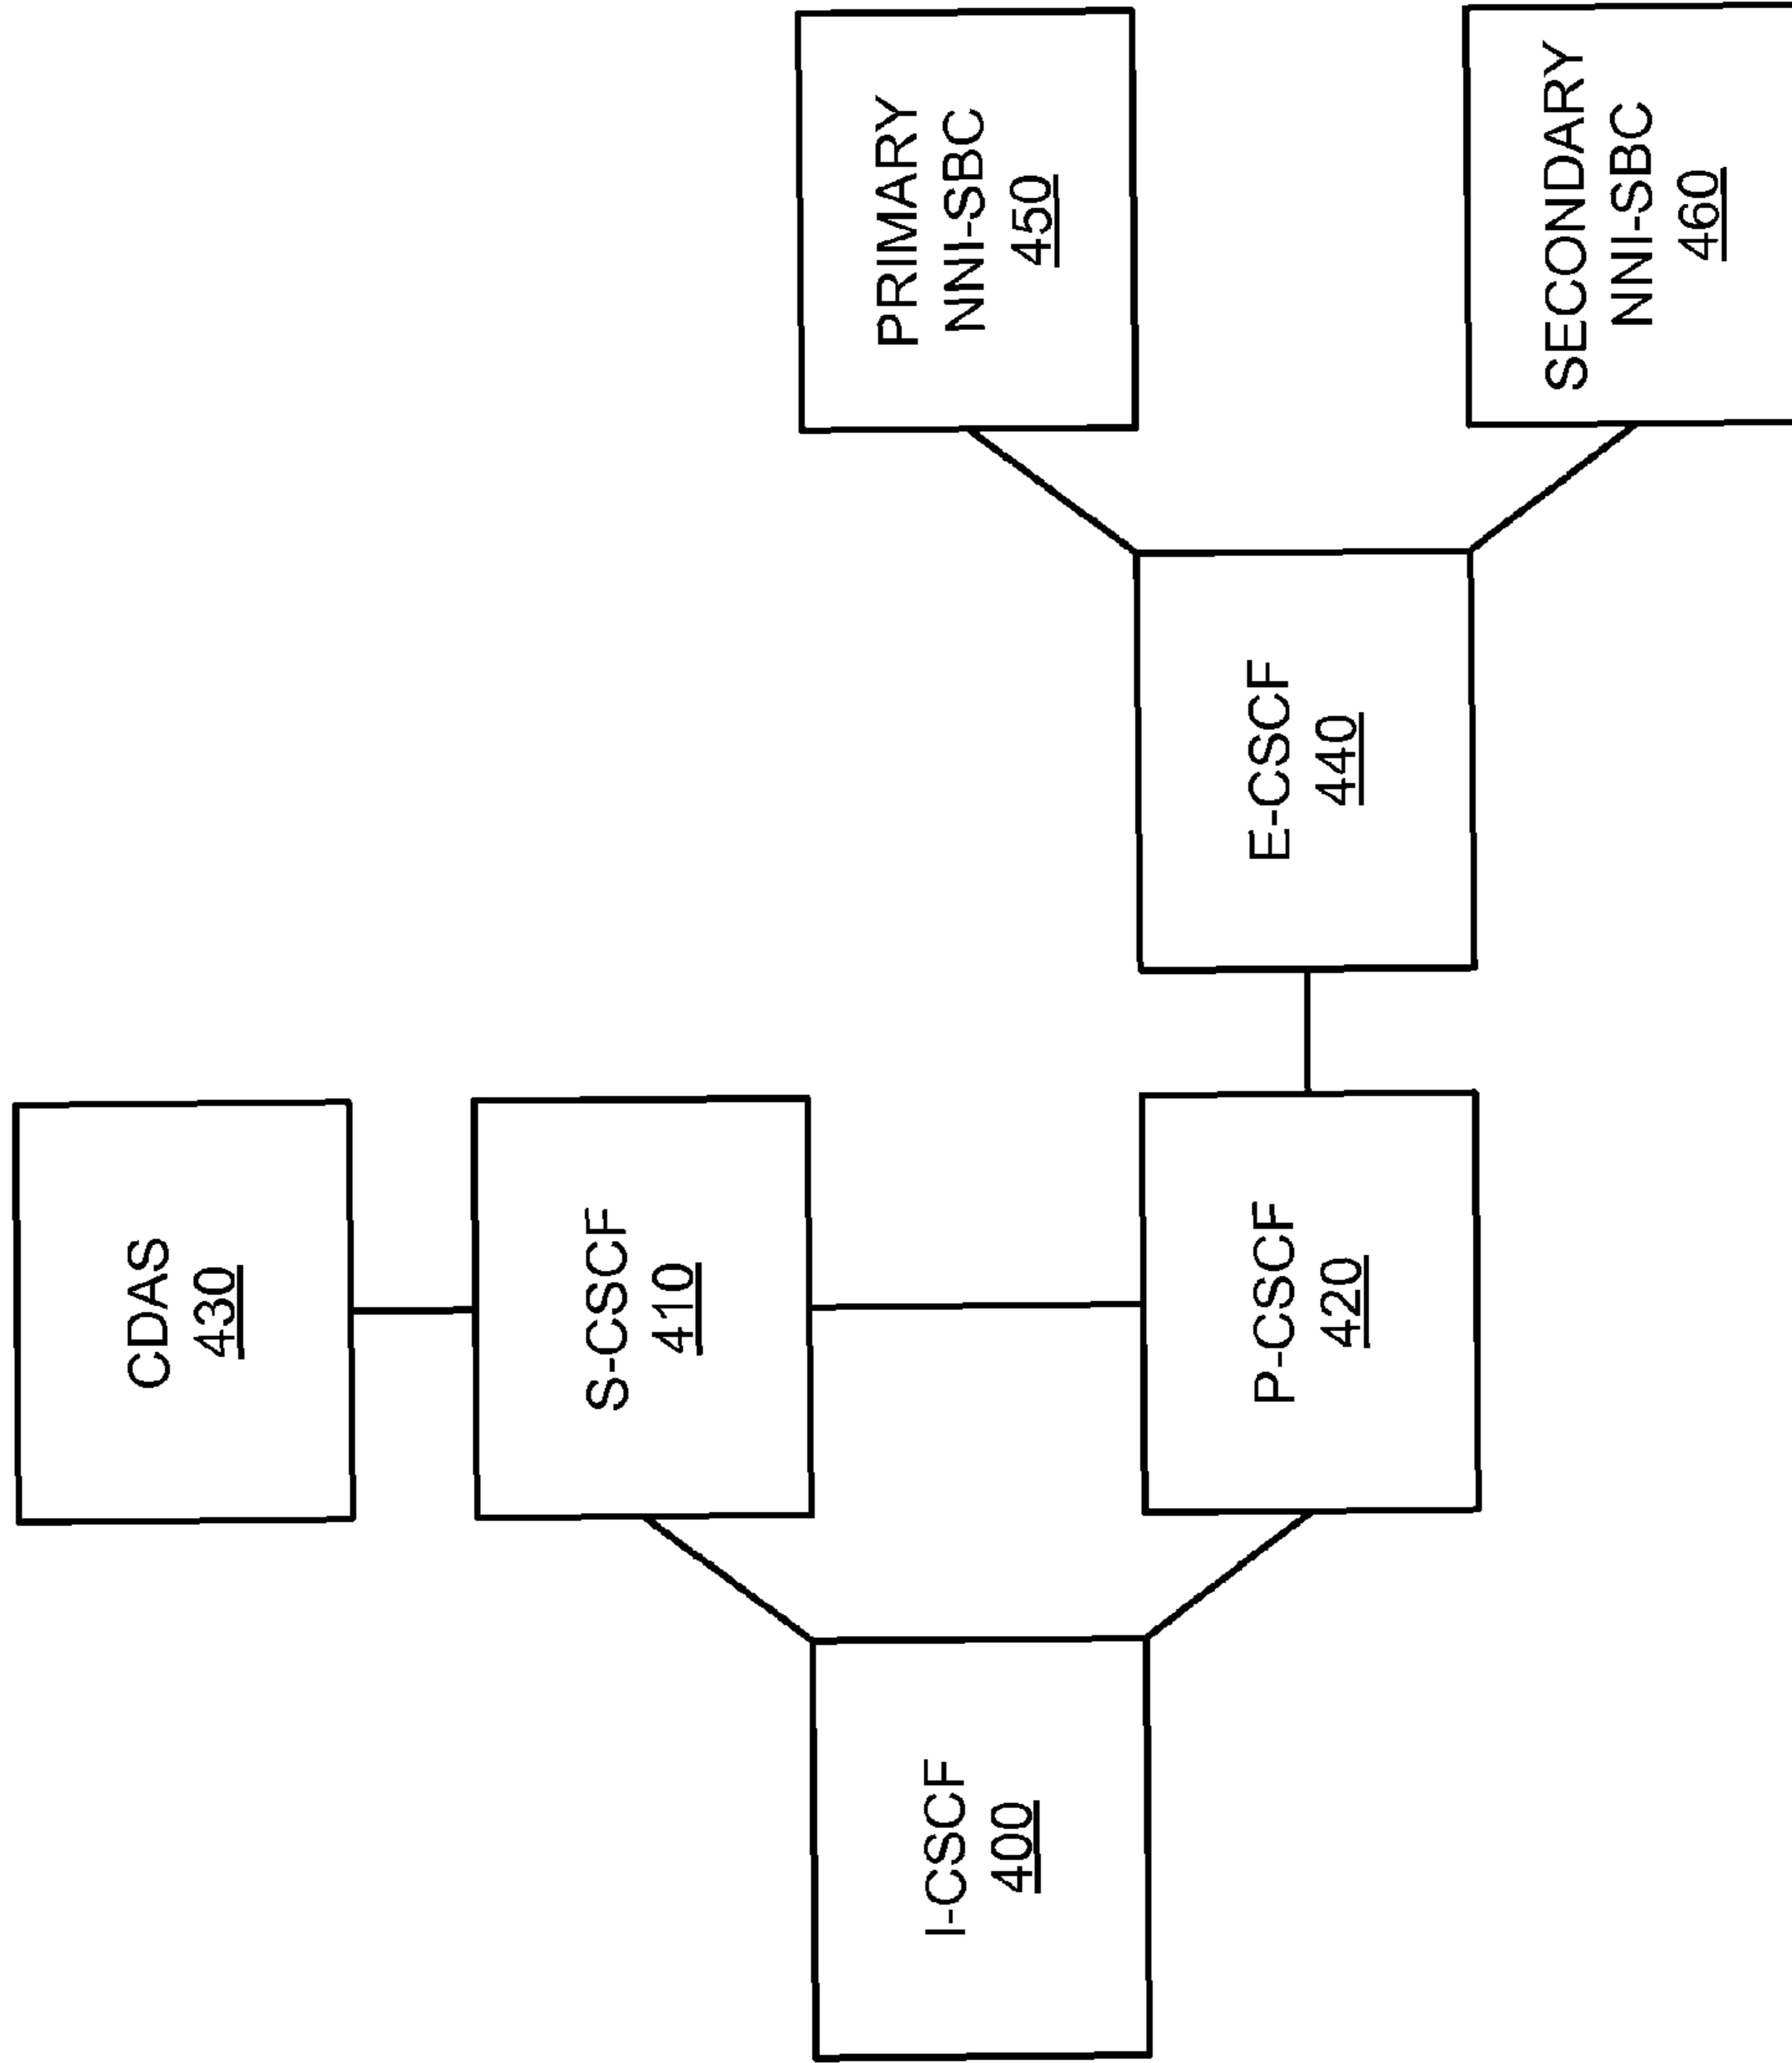 CDAS
430
S-CSCF
410
I-CSCF
400
P-CSCF
420
E-CSCF
440
PRIMARY
NNI-SBC
450
SECONDARY
NNI-SBC
460